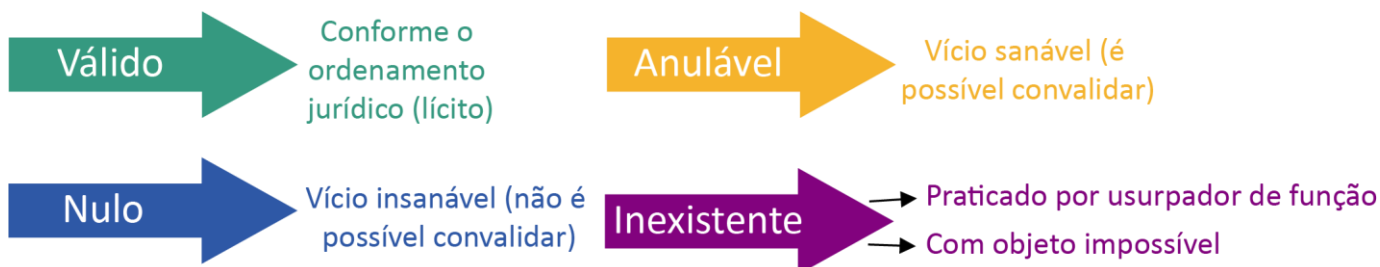 Válido
Conforme o
ordenamento
jurídico (lícito)
Anulável
Vício sanável (é
possível convalidar)
Nulo
Vício insanável (não é
possível convalidar)
Inexistente
Praticado por usurpador de função
Com objeto impossível